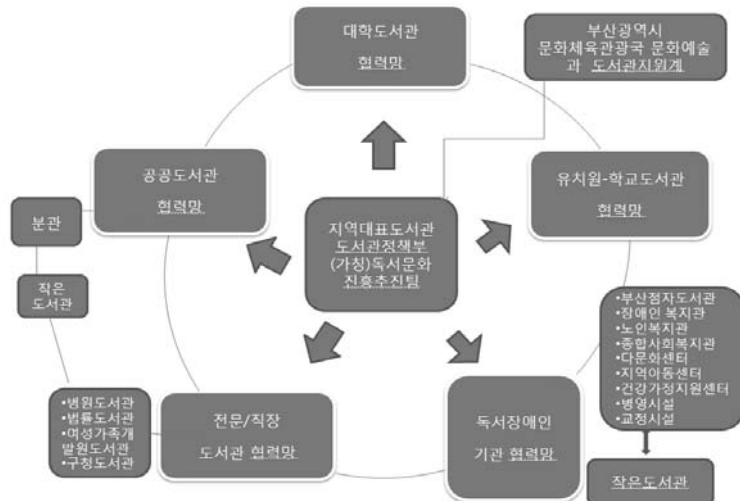 대학도서관
협력망
부산광역시
문화체육관광국 문화예술
과 도서관지원계
공공도서관
협력망
유치원-학교도서관
협력망
분관
지역대표도서관
도서관정책부
(가칭)독서문화
진흥추진팀
작은
도서관
•부산점자도서관
•장애인 복지관
•노인복지관
•종합사회복지관
•다문화센터
•지역아동센터
•건강가정지원센터
•병영시설
•교정시설
•병원도서관
•법률도서관
•여성가족개
발원도서관
•구청도서관
전문/직장
도서관 협력망
독서장애인
기관 협력망
작은도서관